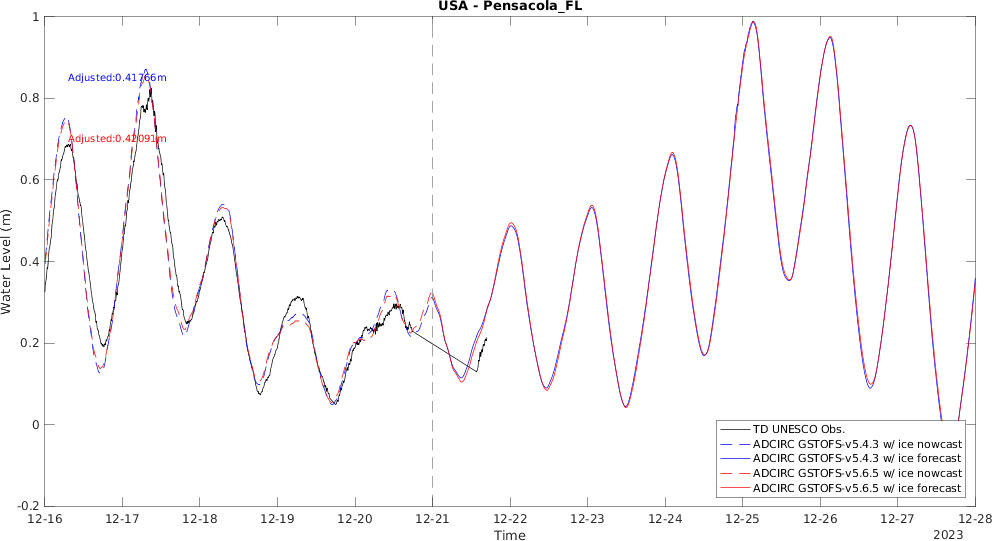 USA - Pensacola_FL
Water Level (m)
1
0.8
0.6
0.4
0.2
0
-0.2
Adjusted:0.41766m
Adjusted:0.42091m
TD UNESCO Obs.
ADCIRC GSTOFS-v5.4.3 w/ ice nowcast
ADCIRC GSTOFS-v5.4.3 w/ ice forecast
ADCIRC GSTOFS-v5.6.5 w/ ice nowcast
ADCIRC GSTOFS-v5.6.5 w/ ice forecast
12-16 12-17 12-18 12-19 12-20 12-21 12-22 12-23 12-24 12-25 12-26 12-27 12-28
Time
2023